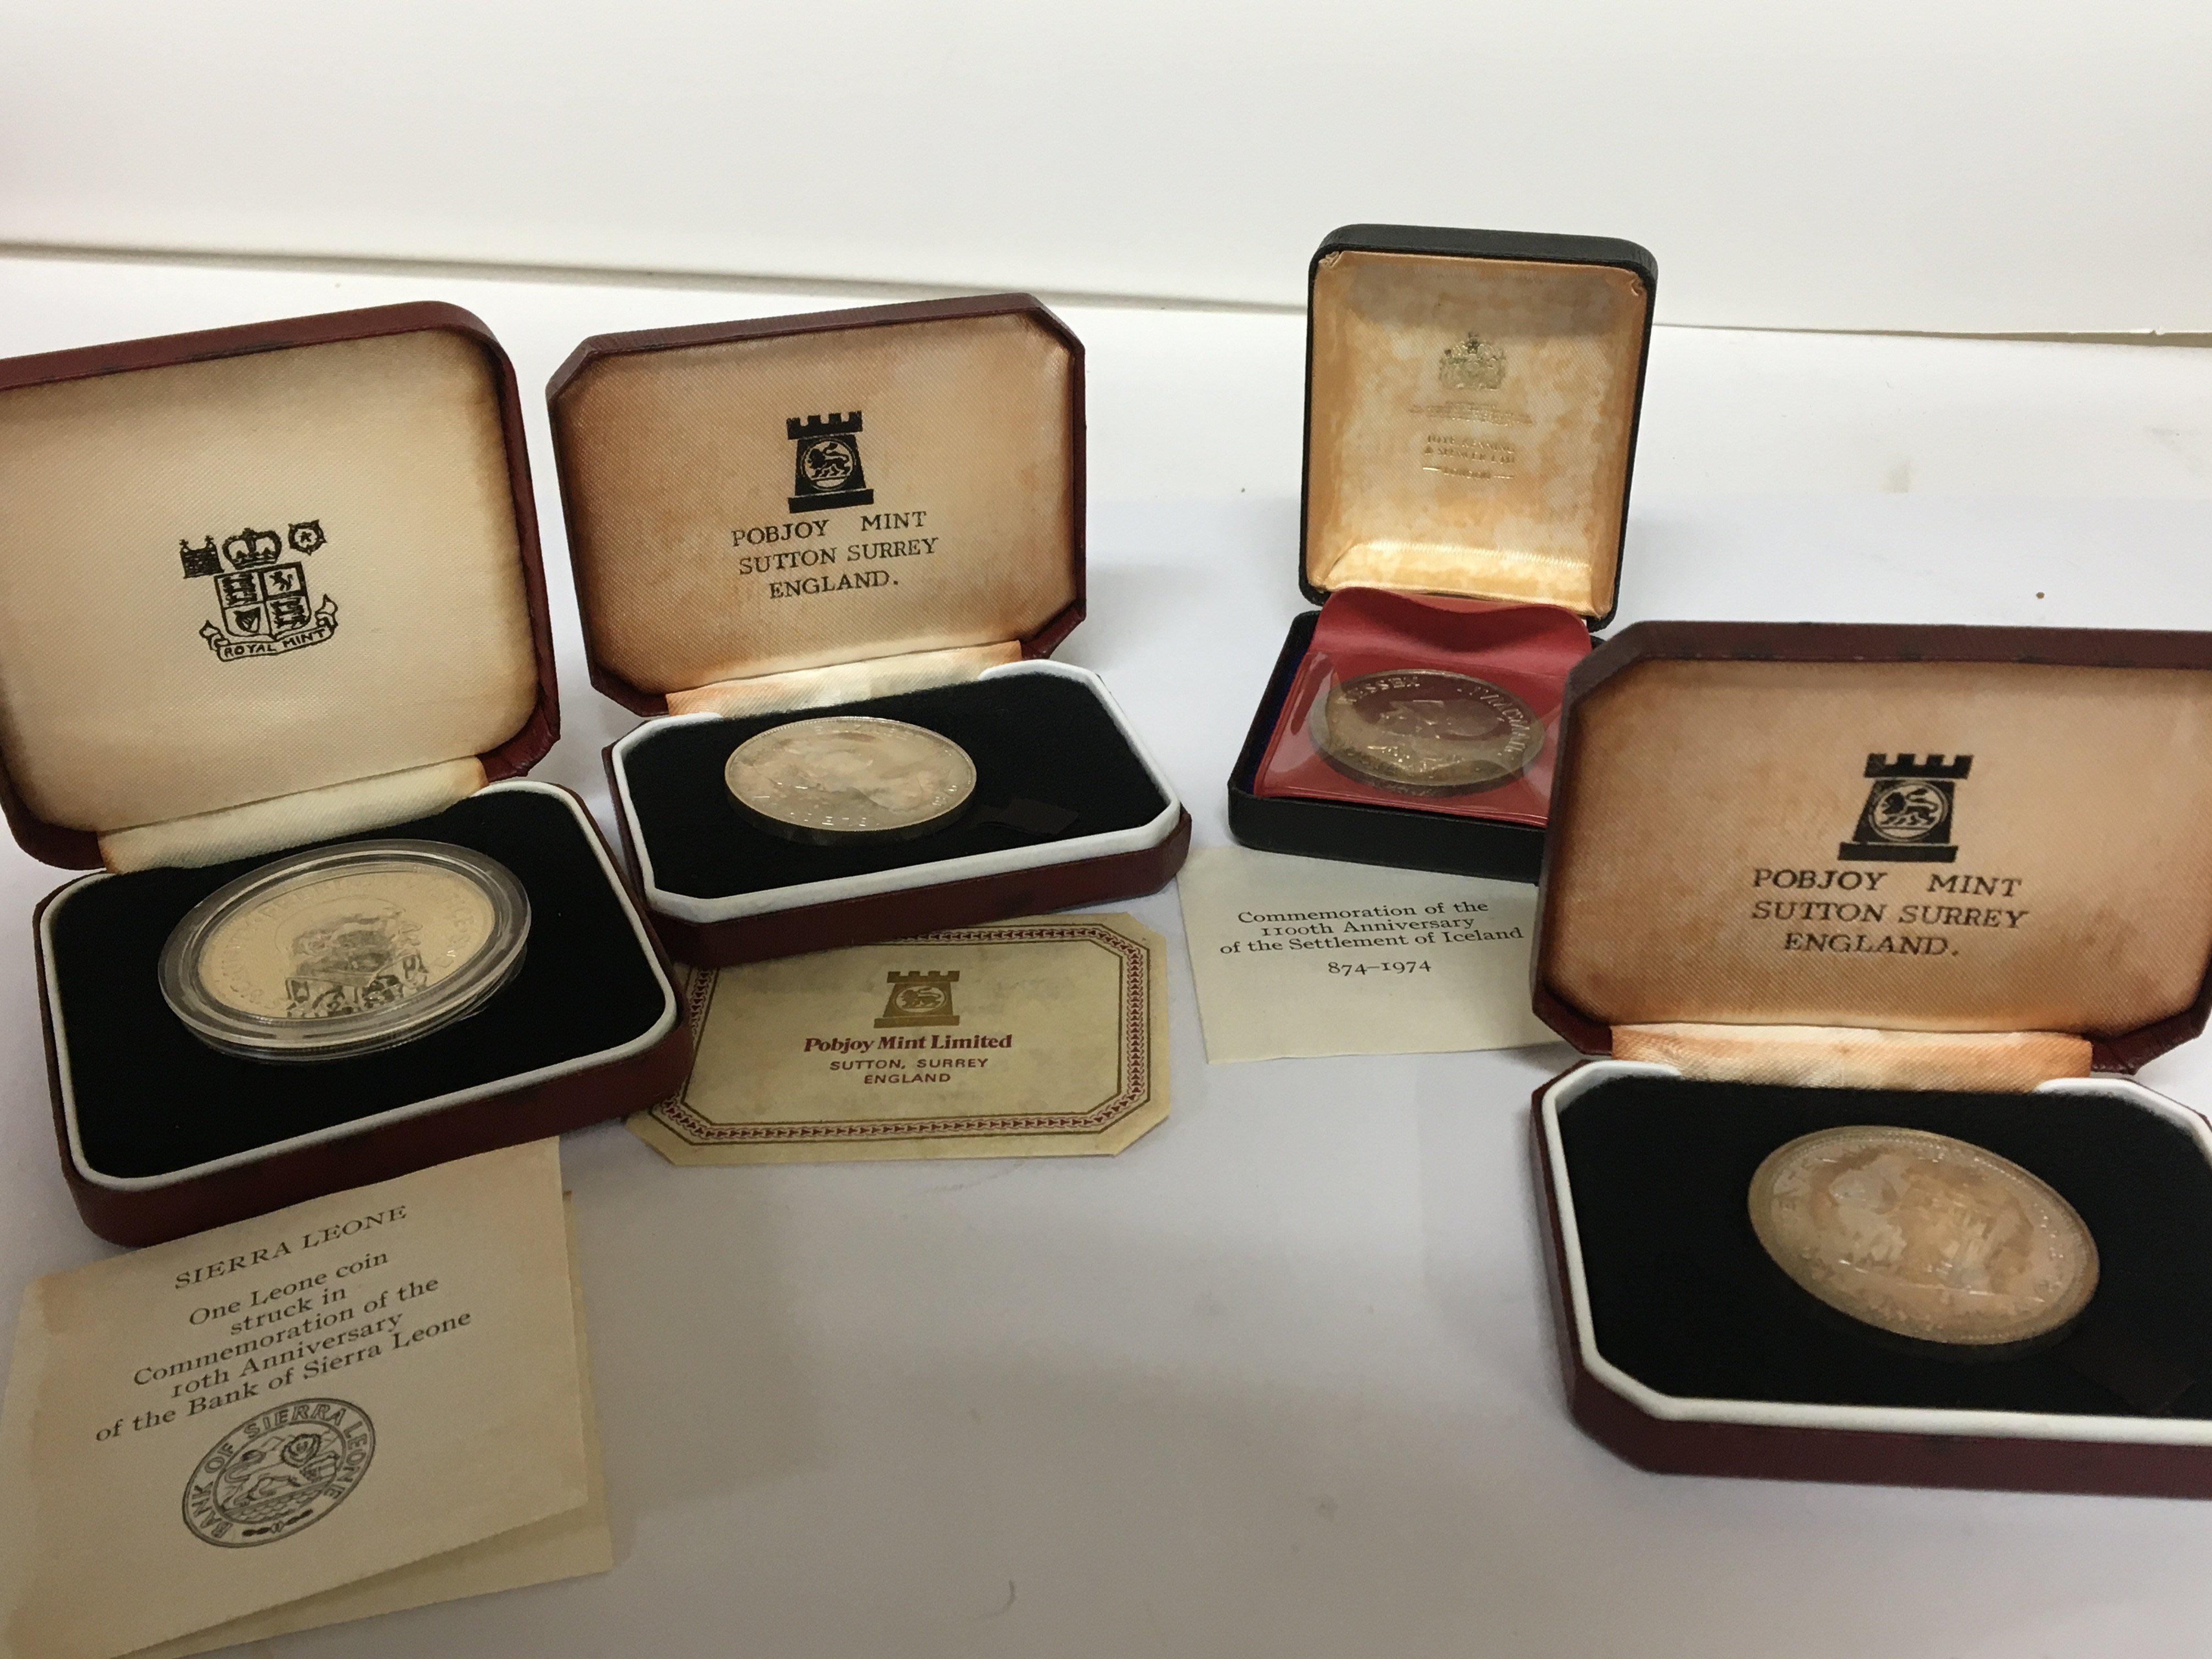 ROYAL MINT
POBJOY MINT
SUTTON SURREY
ENGLAND.
LONDON
POBJOY MINT
SUTTON SURREY
ENGLAND.
Commemoration of the
1100th Anniversary
of the Settlement of Iceland
874–1974
Pobjoy Mint Limited
SUTTON, SURREY
ENGLAND
SIERRA LEONE
One Leone coin
struck in
Commemoration of the
10th Anniversary
of the Bank of Sierra Leone
BANK OF SIERRA LEONE